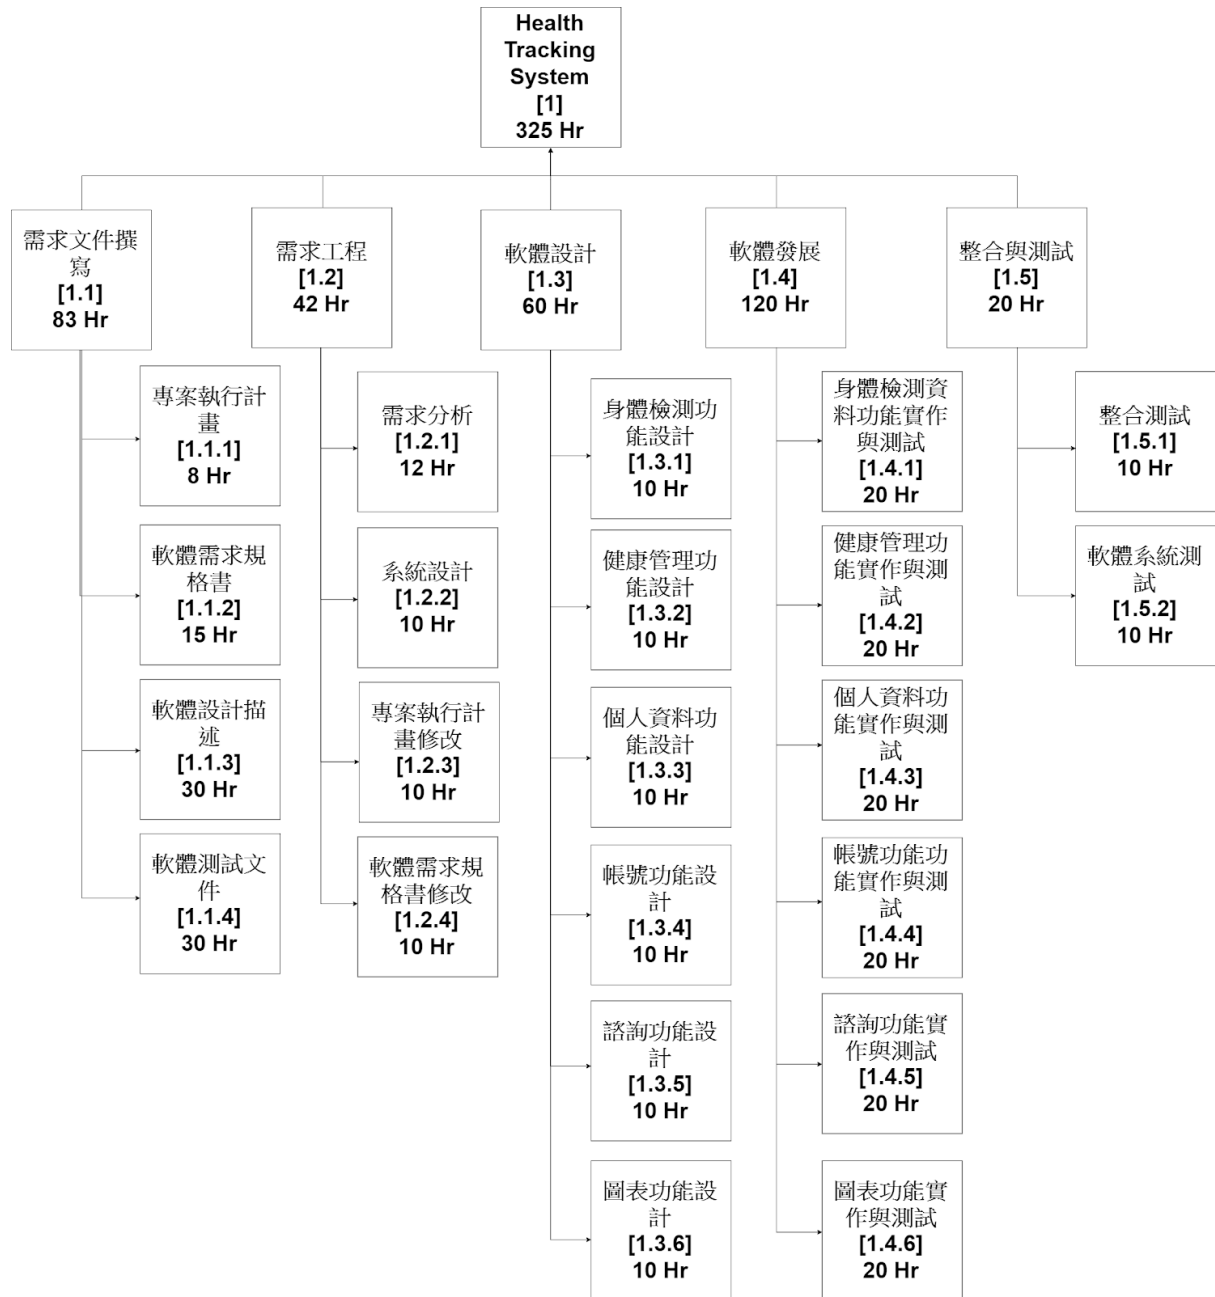 Health
Tracking
System
[1]
325 Hr
需求文件撰
寫
[1.1]
83 Hr
需求工程
[1.2]
42 Hr
軟體設計
[1.3]
60 Hr
軟體發展
[1.4]
120 Hr
整合與測試
[1.5]
20 Hr
專案執行計
畫
[1.1.1]
8 Hr
軟體需求規
格書
[1.1.2]
15 Hr
軟體設計描
述
[1.1.3]
30 Hr
軟體測試文
件
[1.1.4]
30 Hr
需求分析
[1.2.1]
12 Hr
系統設計
[1.2.2]
10 Hr
專案執行計
畫修改
[1.2.3]
10 Hr
軟體需求規
格書修改
[1.2.4]
10 Hr
身體檢測功
能設計
[1.3.1]
10 Hr
健康管理功
能設計
[1.3.2]
10 Hr
個人資料功
能設計
[1.3.3]
10 Hr
帳號功能設
計
[1.3.4]
10 Hr
諮詢功能設
計
[1.3.5]
10 Hr
圖表功能設
計
[1.3.6]
10 Hr
身體檢測資
料功能實作
與測試
[1.4.1]
20 Hr
健康管理功
能實作與測
試
[1.4.2]
20 Hr
個人資料功
能實作與測
試
[1.4.3]
20 Hr
帳號功能功
能實作與測
試
[1.4.4]
20 Hr
諮詢功能實
作與測試
[1.4.5]
20 Hr
圖表功能實
作與測試
[1.4.6]
20 Hr
整合測試
[1.5.1]
10 Hr
軟體系統測
試
[1.5.2]
10 Hr